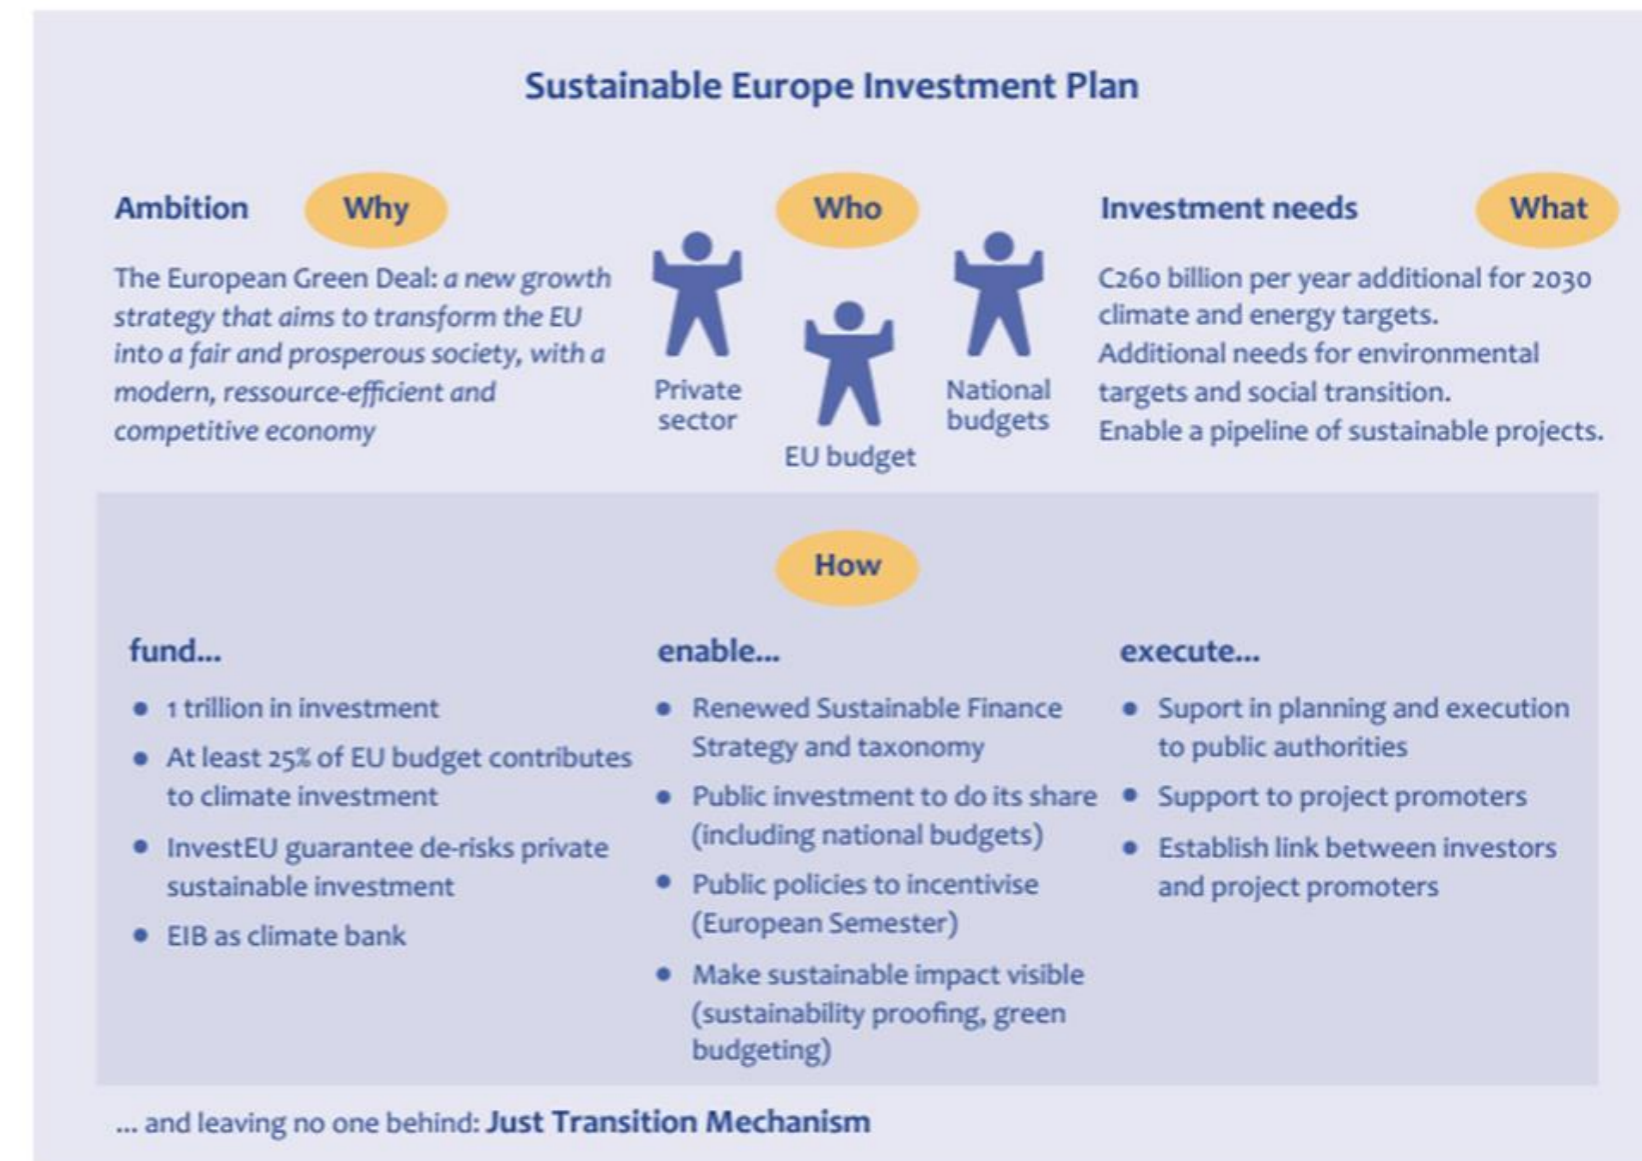 Sustainable Europe Investment Plan
Ambition
Why
The European Green Deal: a new growth
strategy that aims to transform the EU
into a fair and prosperous society, with a
modern, ressource-efficient and
competitive economy
Who
Private
sector
EU budget
National
budgets
Investment needs
What
C260 billion per year additional for 2030
climate and energy targets.
Additional needs for environmental
targets and social transition.
Enable a pipeline of sustainable projects.
How
fund...
• 1 trillion in investment
• At least 25% of EU budget contributes
to climate investment
• InvestEU guarantee de-risks private
sustainable investment
• EIB as climate bank
enable...
• Renewed Sustainable Finance
Strategy and taxonomy
• Public investment to do its share
(including national budgets)
• Public policies to incentivise
(European Semester)
• Make sustainable impact visible
(sustainability proofing, green
budgeting)
execute...
• Suport in planning and execution
to public authorities
• Support to project promoters
• Establish link between investors
and project promoters
... and leaving no one behind: Just Transition Mechanism